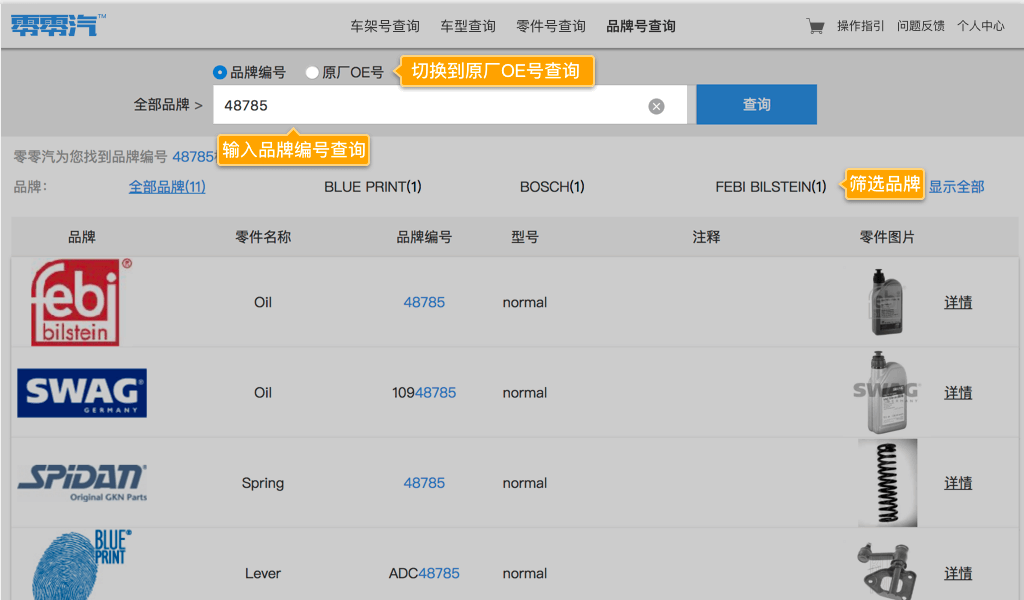 零零汽™
车架号查询 车型查询 零件号查询 品牌号查询 操作指引 问题反馈 个人中心
品牌编号 原厂OE号 切换到原厂OE号查询
全部品牌 > 48785 查询
输入品牌编号查询
零零汽为您找到品牌编号 48785
品牌: 全部品牌(11) BLUE PRINT(1) BOSCH(1) FEBI BILSTEIN(1) 筛选品牌 显示全部
品牌 零件名称 品牌编号 型号 注释 零件图片
febi® bilstein Oil 48785 normal 详情
SWAG® GERMANY Oil 10948785 normal SWAG 详情
SPIDAN® Original GKN Parts Spring 48785 normal 详情
BLUE® PRINT Lever ADC48785 normal 详情